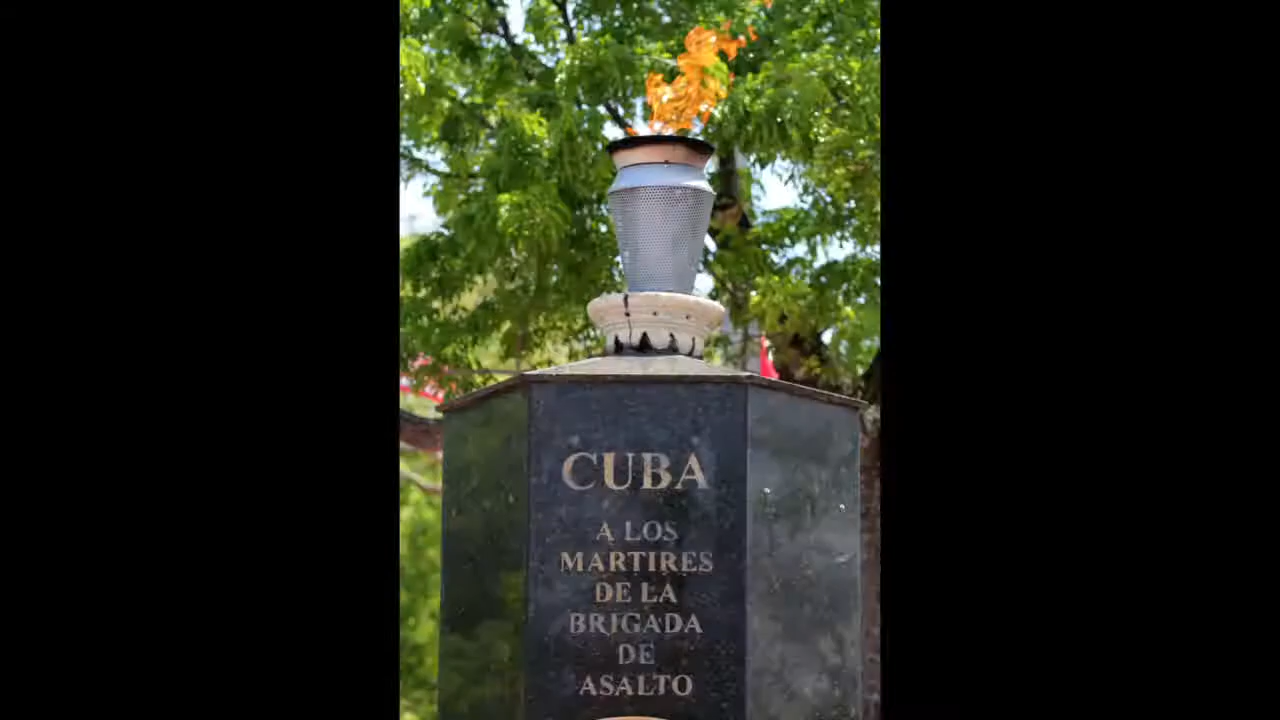 CUBA
A LOS
MARTIRES
DE LA
BRIGADA
DE
ASALTO